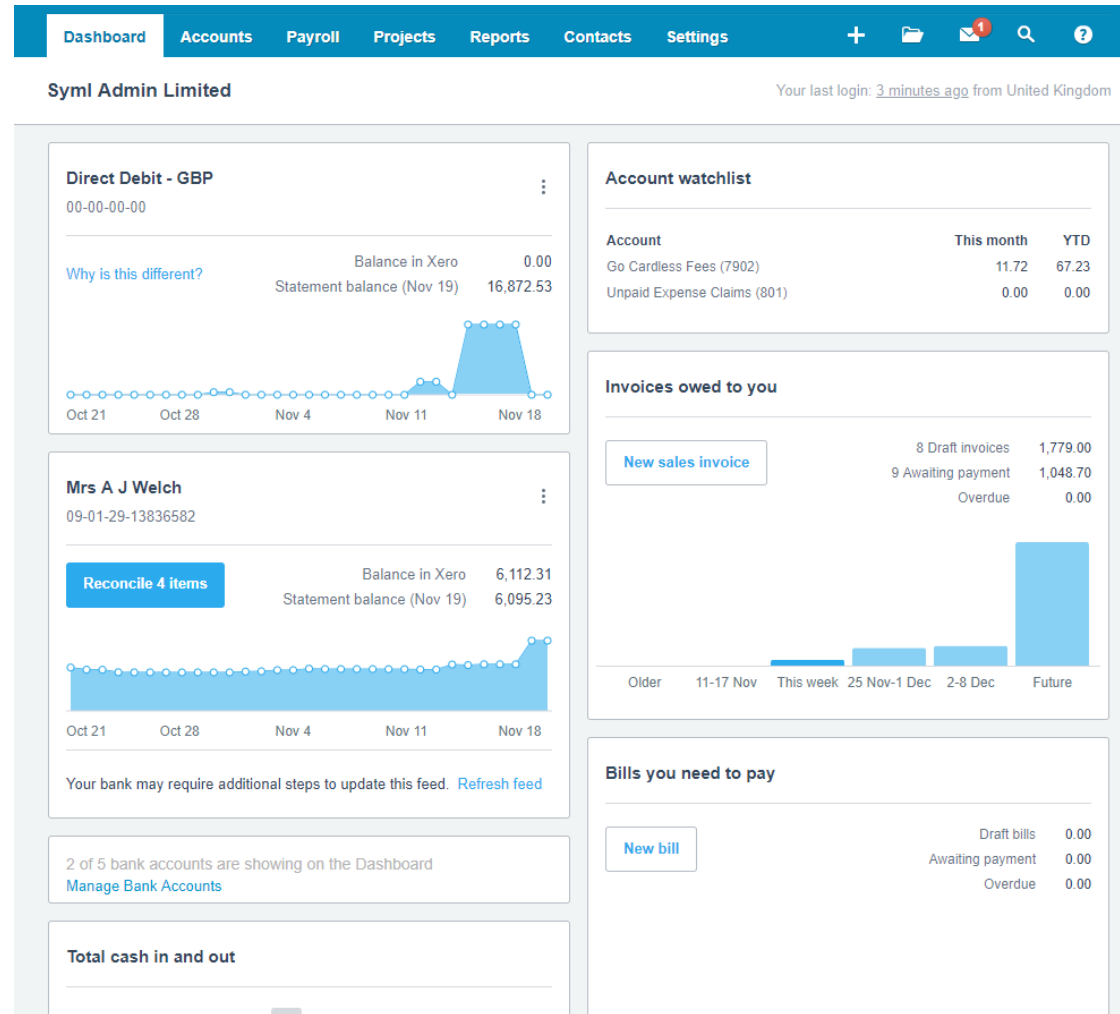 Dashboard Accounts Payroll Projects Reports Contacts Settings 1 ?
Syml Admin Limited
Your last login: 3 minutes ago from United Kingdom
Direct Debit - GBP
00-00-00-00
Why is this different?
Balance in Xero 0.00
Statement balance (Nov 19) 16,872.53
Oct 21 Oct 28 Nov 4 Nov 11 Nov 18
Mrs A J Welch
09-01-29-13836582
Reconcile 4 items
Balance in Xero 6,112.31
Statement balance (Nov 19) 6,095.23
Oct 21 Oct 28 Nov 4 Nov 11 Nov 18
Your bank may require additional steps to update this feed. Refresh feed
2 of 5 bank accounts are showing on the Dashboard
Manage Bank Accounts
Total cash in and out
Account watchlist
Account This month YTD
Go Cardless Fees (7902) 11.72 67.23
Unpaid Expense Claims (801) 0.00 0.00
Invoices owed to you
New sales invoice
8 Draft invoices 1,779.00
9 Awaiting payment 1,048.70
Overdue 0.00
Older 11-17 Nov This week 25 Nov-1 Dec 2-8 Dec Future
Bills you need to pay
New bill
Draft bills 0.00
Awaiting payment 0.00
Overdue 0.00